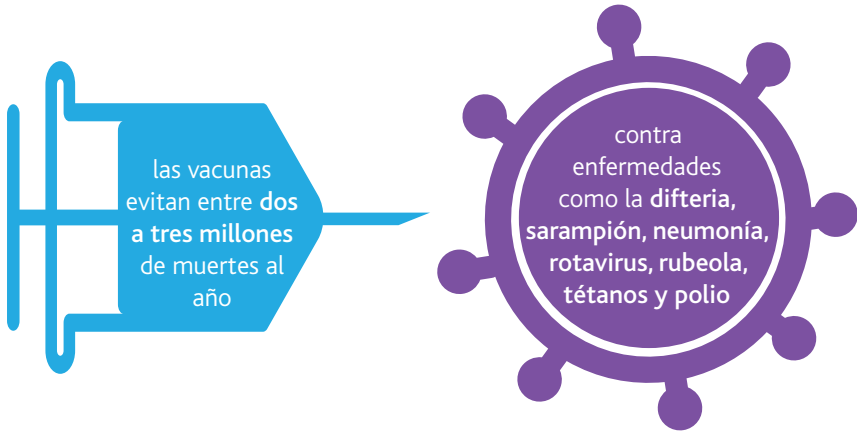 las vacunas
evitan entre dos
a tres millones
de muertes al
año
contra
enfermedades
como la difteria,
sarampión, neumonía,
rotavirus, rubeola,
tétanos y polio